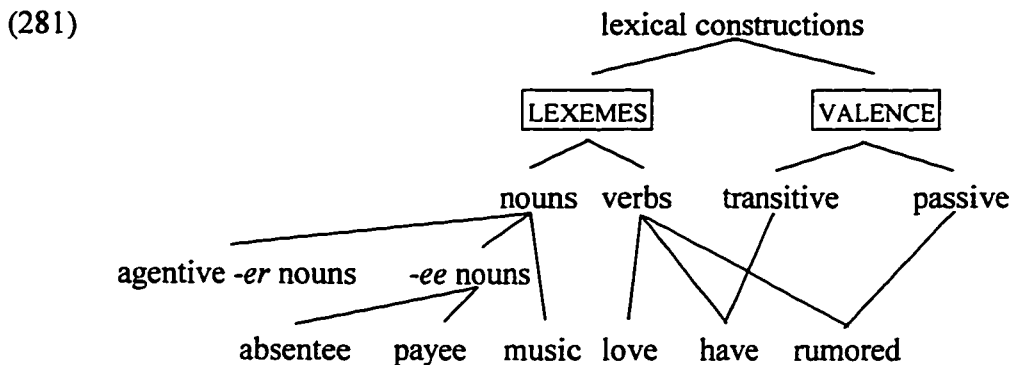 (281) lexical constructions
LEXEMES VALENCE
nouns verbs transitive passive
agentive -er nouns -ee nouns
absentee payee music love have rumored